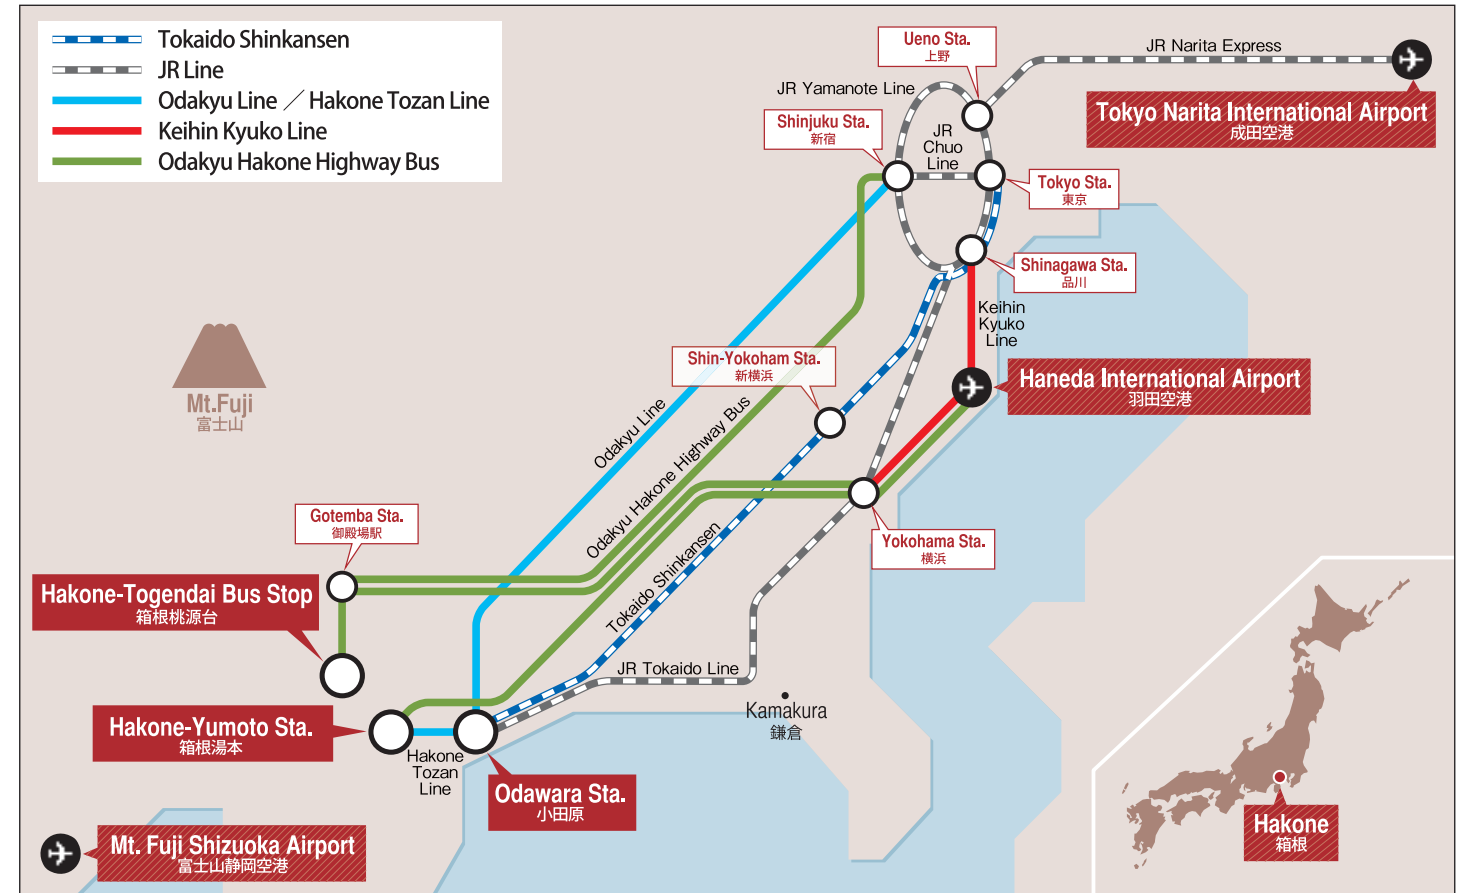 Tokaido Shinkansen
JR Line
Odakyu Line ／ Hakone Tozan Line
Keihin Kyuko Line
Odakyu Hakone Highway Bus
Ueno Sta.
上野
JR Narita Express
Tokyo Narita International Airport
成田空港
JR Yamanote Line
Shinjuku Sta.
新宿
JR
Chuo
Line
Tokyo Sta.
東京
Shinagawa Sta.
品川
Keihin
Kyuko
Line
Shin-Yokoham Sta.
新横浜
Haneda International Airport
羽田空港
Mt.Fuji
富士山
Odakyu Line
Odakyu Hakone Highway Bus
Tokaido Shinkansen
Gotemba Sta.
御殿場駅
Yokohama Sta.
横浜
Hakone-Togendai Bus Stop
箱根桃源台
JR Tokaido Line
Kamakura
鎌倉
Hakone-Yumoto Sta.
箱根湯本
Hakone
Tozan
Line
Odawara Sta.
小田原
Mt. Fuji Shizuoka Airport
富士山静岡空港
Hakone
箱根